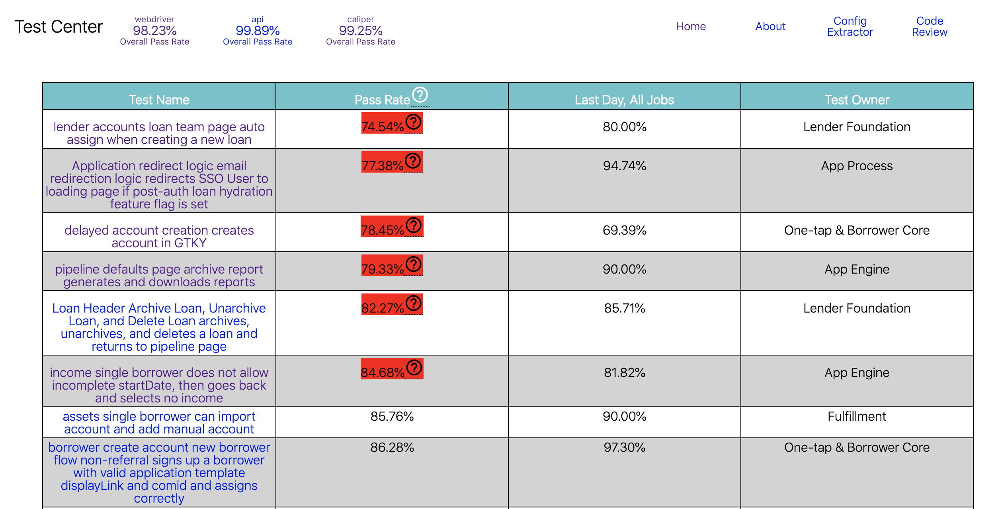 Test Center
webdriver
98.23%
Overall Pass Rate
api
99.89%
Overall Pass Rate
caliper
99.25%
Overall Pass Rate
Home
About
Config
Extractor
Code
Review
Test Name
Pass Rate ?
Last Day, All Jobs
Test Owner
lender accounts loan team page auto
assign when creating a new loan
74.54% ?
80.00%
Lender Foundation
Application redirect logic email
redirection logic redirects SSO User to
loading page if post-auth loan hydration
feature flag is set
77.38% ?
94.74%
App Process
delayed account creation creates
account in GTKY
78.45% ?
69.39%
One-tap & Borrower Core
pipeline defaults page archive report
generates and downloads reports
79.33% ?
90.00%
App Engine
Loan Header Archive Loan, Unarchive
Loan, and Delete Loan archives,
unarchives, and deletes a loan and
returns to pipeline page
82.27% ?
85.71%
Lender Foundation
income single borrower does not allow
incomplete startDate, then goes back
and selects no income
84.68% ?
81.82%
App Engine
assets single borrower can import
account and add manual account
85.76%
90.00%
Fulfillment
borrower create account new borrower
flow non-referral signs up a borrower
with valid application template
displayLink and comid and assigns
correctly
86.28%
97.30%
One-tap & Borrower Core